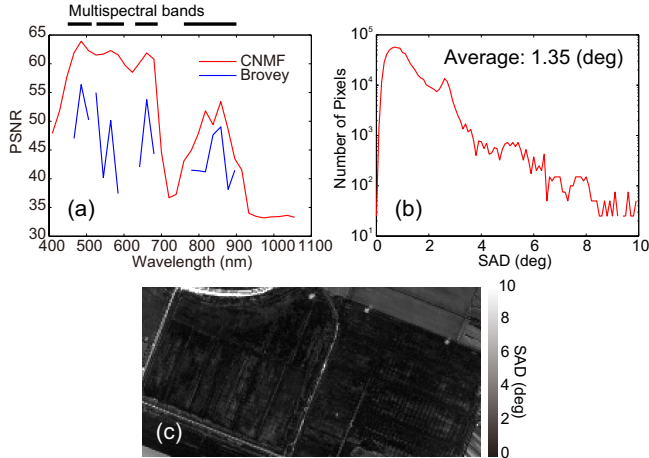 Multispectral bands
65
60
55
50
45
40
35
30
PSNR
CNMF
Brovey
(a)
400 500 600 700 800 900 1000 1100
Wavelength (nm)
Average: 1.35 (deg)
10^5
10^4
10^3
10^2
10^1
Number of Pixels
(b)
0 2 4 6 8 10
SAD (deg)
(c)
10
8
6
4
2
0
SAD (deg)